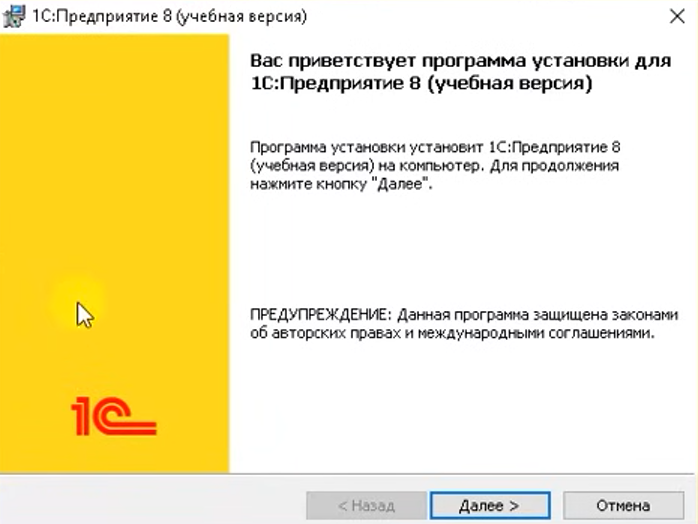 1С:Предприятие 8 (учебная версия)
Вас приветствует программа установки для
1С:Предприятие 8 (учебная версия)
Программа установки установит 1С:Предприятие 8
(учебная версия) на компьютер. Для продолжения
нажмите кнопку "Далее".
ПРЕДУПРЕЖДЕНИЕ: Данная программа защищена законами
об авторских правах и международными соглашениями.
1С
< Назад
Далее >
Отмена